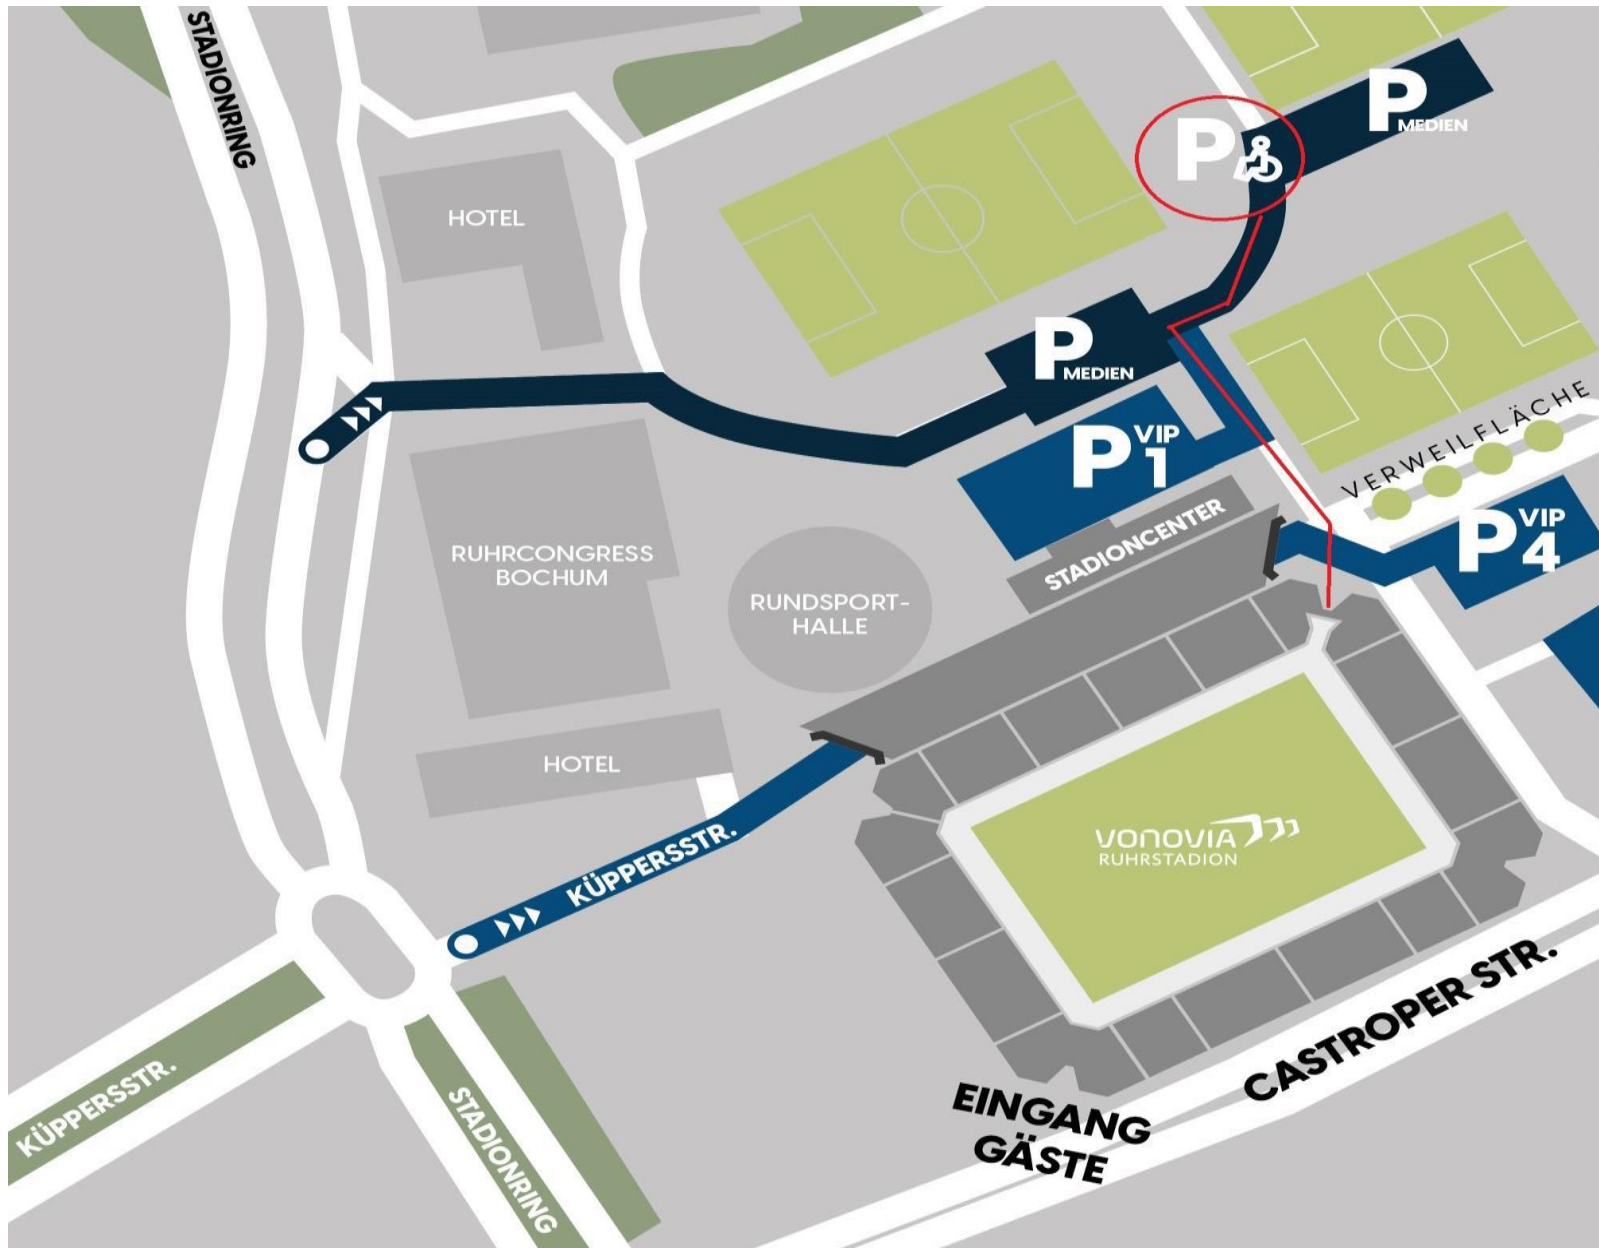 STADIONRING
P
MEDIEN
P
HOTEL
P
MEDIEN
P VIP
1
VERWEILFLÄCHE
P VIP
4
STADIONCENTER
RUHRCONGRESS
BOCHUM
RUNDSPORT-
HALLE
HOTEL
VONOVIA
RUHRSTADION
KÜPPERSSTR.
CASTROPER STR.
EINGANG
GÄSTE
KÜPPERSSTR.
STADIONRING